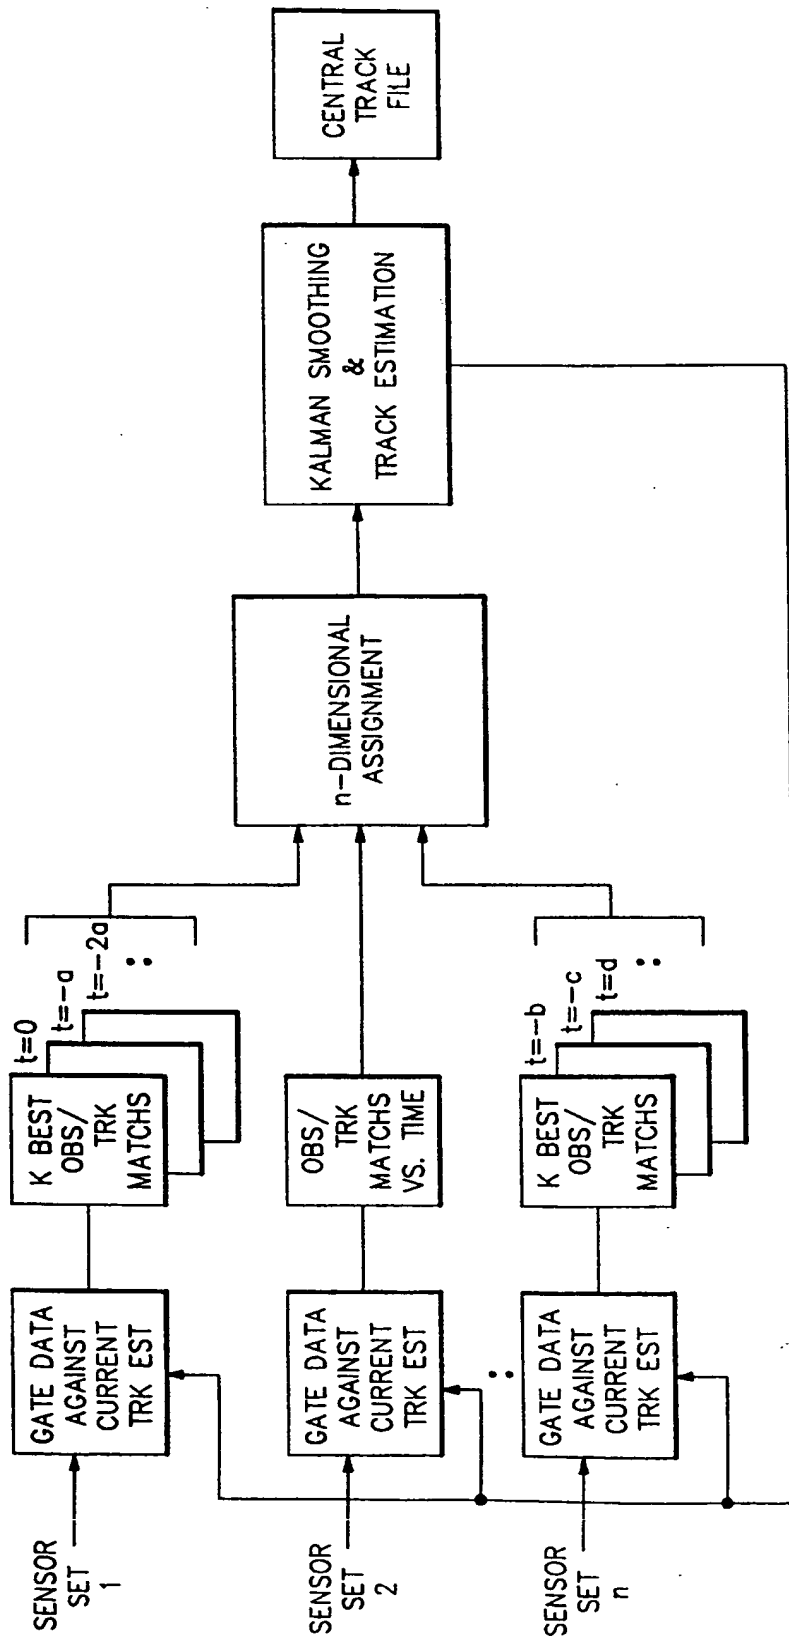 SENSOR
SET
1
GATE DATA
AGAINST
CURRENT
TRK EST
K BEST
OBS/
TRK
MATCHS
t=0
t=-a
t=-2a
:
SENSOR
SET
2
GATE DATA
AGAINST
CURRENT
TRK EST
OBS/
TRK
MATCHS
VS. TIME
:
SENSOR
SET
n
GATE DATA
AGAINST
CURRENT
TRK EST
K BEST
OBS/
TRK
MATCHS
t=-b
t=-c
t=d
:
n-DIMENSIONAL
ASSIGNMENT
KALMAN SMOOTHING
&
TRACK ESTIMATION
CENTRAL
TRACK
FILE